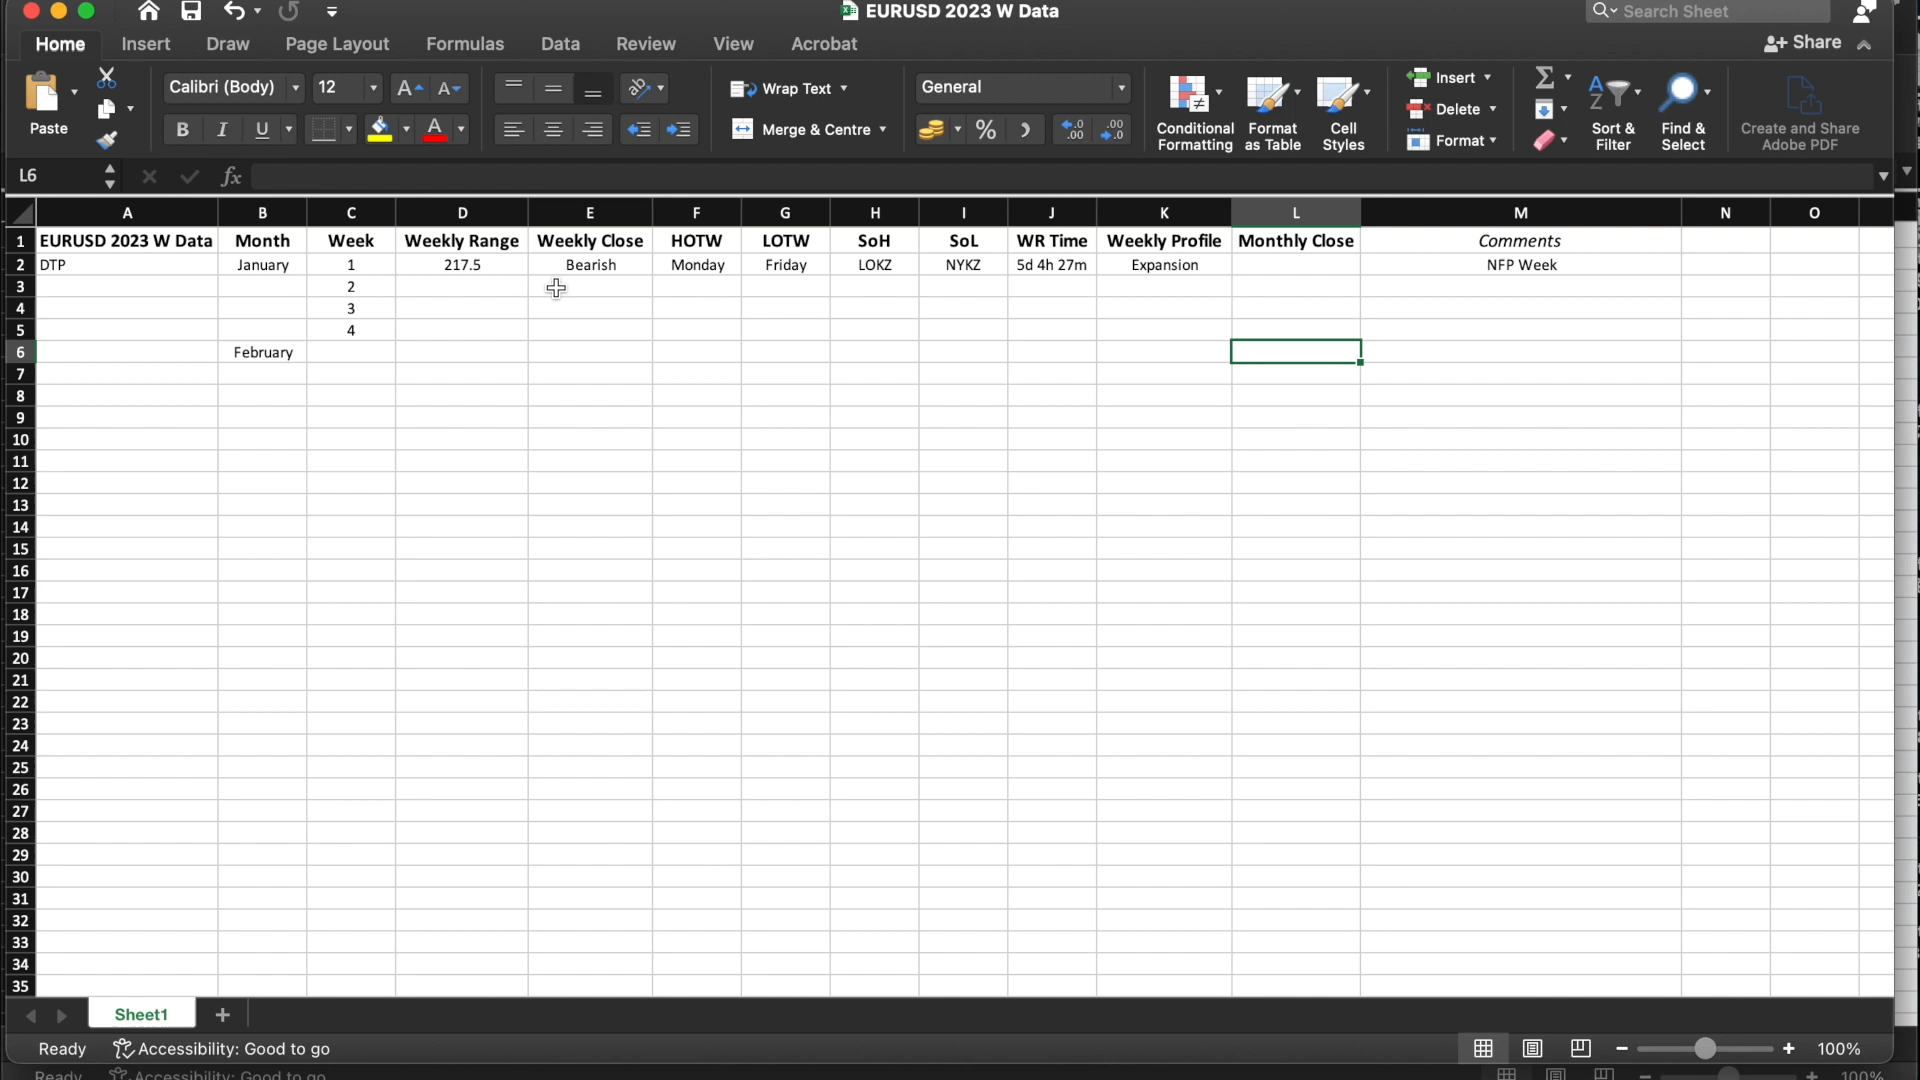 EURUSD 2023 W Data
Search Sheet
Home Insert Draw Page Layout Formulas Data Review View Acrobat
Share
Paste
Calibri (Body) 12
Wrap Text
Merge & Centre
General
Conditional Formatting
Format as Table
Cell Styles
Insert
Delete
Format
Sort & Filter
Find & Select
Create and Share Adobe PDF
L6 fx
A B C D E F G H I J K L M N O
1 EURUSD 2023 W Data Month Week Weekly Range Weekly Close HOTW LOTW SoH SoL WR Time Weekly Profile Monthly Close Comments
2 DTP January 1 217.5 Bearish Monday Friday LOKZ NYKZ 5d 4h 27m Expansion NFP Week
3 2
4 3
5 4
6 February
7
8
9
10
11
12
13
14
15
16
17
18
19
20
21
22
23
24
25
26
27
28
29
30
31
32
33
34
35
Sheet1
Ready Accessibility: Good to go 100%
Ready Accessibility: Good to go 100%